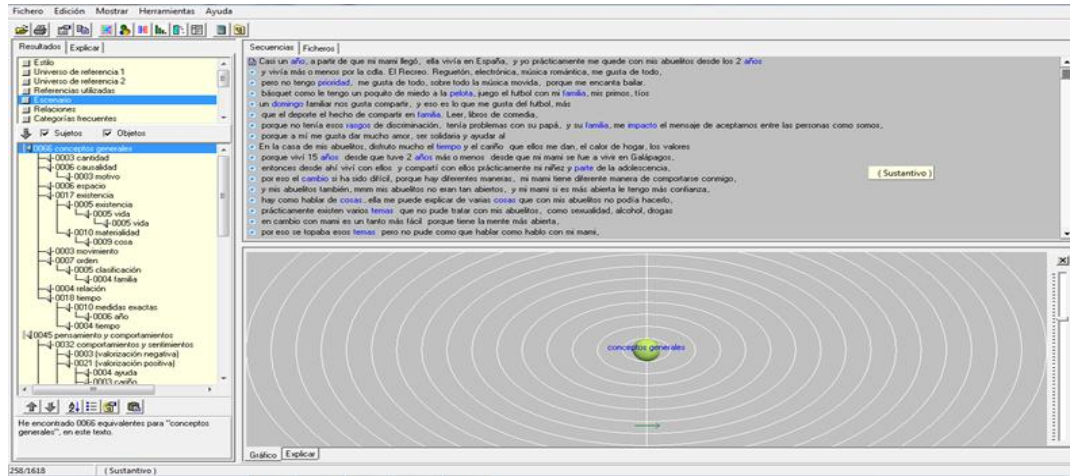 Fichero Edición Mostrar Herramientas Ayuda
Resultados Explicar
Estilo
Universo de referencia 1
Universo de referencia 2
Referencias utilizadas
Escenario
Relaciones
Categorías frecuentes
Sujetos Objetos
0066 conceptos generales
0003 cantidad
0006 causalidad
0003 motivo
0006 espacio
0017 existencia
0005 existencia
0005 vida
0005 vida
0010 materialidad
0009 cosa
0003 movimiento
0007 orden
0005 clasificación
0004 familia
0004 relación
0018 tiempo
0010 medidas exactas
0006 año
0004 tiempo
0045 pensamiento y comportamientos
0032 comportamientos y sentimientos
0003 (valorización negativa)
0021 (valorización positiva)
0004 ayuda
0003 cariño
He encontrado 0066 equivalentes para "conceptos
generales", en este texto.
258/1618 ( Sustantivo )
Secuencias Ficheros
Casi un año, a partir de que mi mami llegó, ella vivía en España, y yo prácticamente me quede con mis abuelitos desde los 2 años
y vivía más o menos por la cdla. El Recreo. Reguetón, electrónica, música romántica, me gusta de todo,
pero no tengo prioridad, me gusta de todo, sobre todo la música movida, porque me encanta bailar.
básquet como le tengo un poquito de miedo a la pelota, juego el futbol con mi familia, mis primos, tíos
un domingo familiar nos gusta compartir, y eso es lo que me gusta del futbol, más
que el deporte el hecho de compartir en familia. Leer, libros de comedia,
porque no tenía esos rasgos de discriminación, tenía problemas con su papá, y su familia, me impacto el mensaje de aceptarnos entre las personas como somos,
porque a mi me gusta dar mucho amor, ser solidaria y ayudar al
En la casa de mis abuelitos, disfruto mucho el tiempo y el cariño que ellos me dan, el calor de hogar, los valores
porque viví 15 años desde que tuve 2 años más o menos desde que mi mami se fue a vivir en Galápagos,
entonces desde ahí viví con ellos y compartí con ellos prácticamente mi niñez y parte de la adolescencia,
por eso el cambio si ha sido difícil, porque hay diferentes maneras, mi mami tiene diferente manera de comportarse conmigo,
y mis abuelitos también, mmm mis abuelitos no eran tan abiertos, y mi mami si es más abierta le tengo más confianza,
hay como hablar de cosas, ella me puede explicar de varias cosas que con mis abuelitos no podía hacerlo,
prácticamente existen varios temas que no pude tratar con mis abuelitos, como sexualidad, alcohol, drogas
en cambio con mami es un tanto más fácil porque tiene la mente más abierta,
por eso se topaba esos temas pero no pude como que hablar como hablo con mi mami,
( Sustantivo )
conceptos generales
Gráfico Explicar